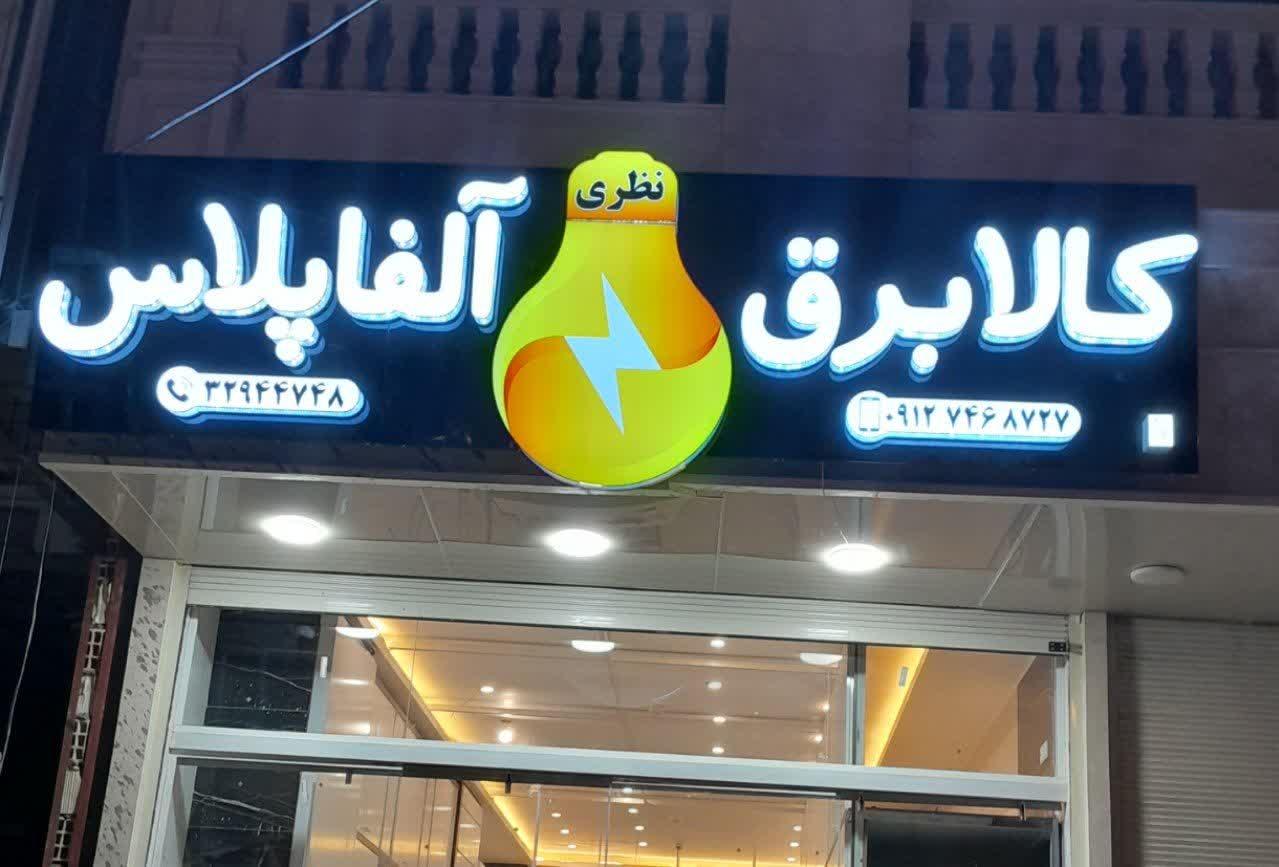 کالابرق
نظری
آلفاپلاس
۰۹۱۲ ۷۴۶ ۸۷۲۷
۳۲۹۴۴۷۴۸